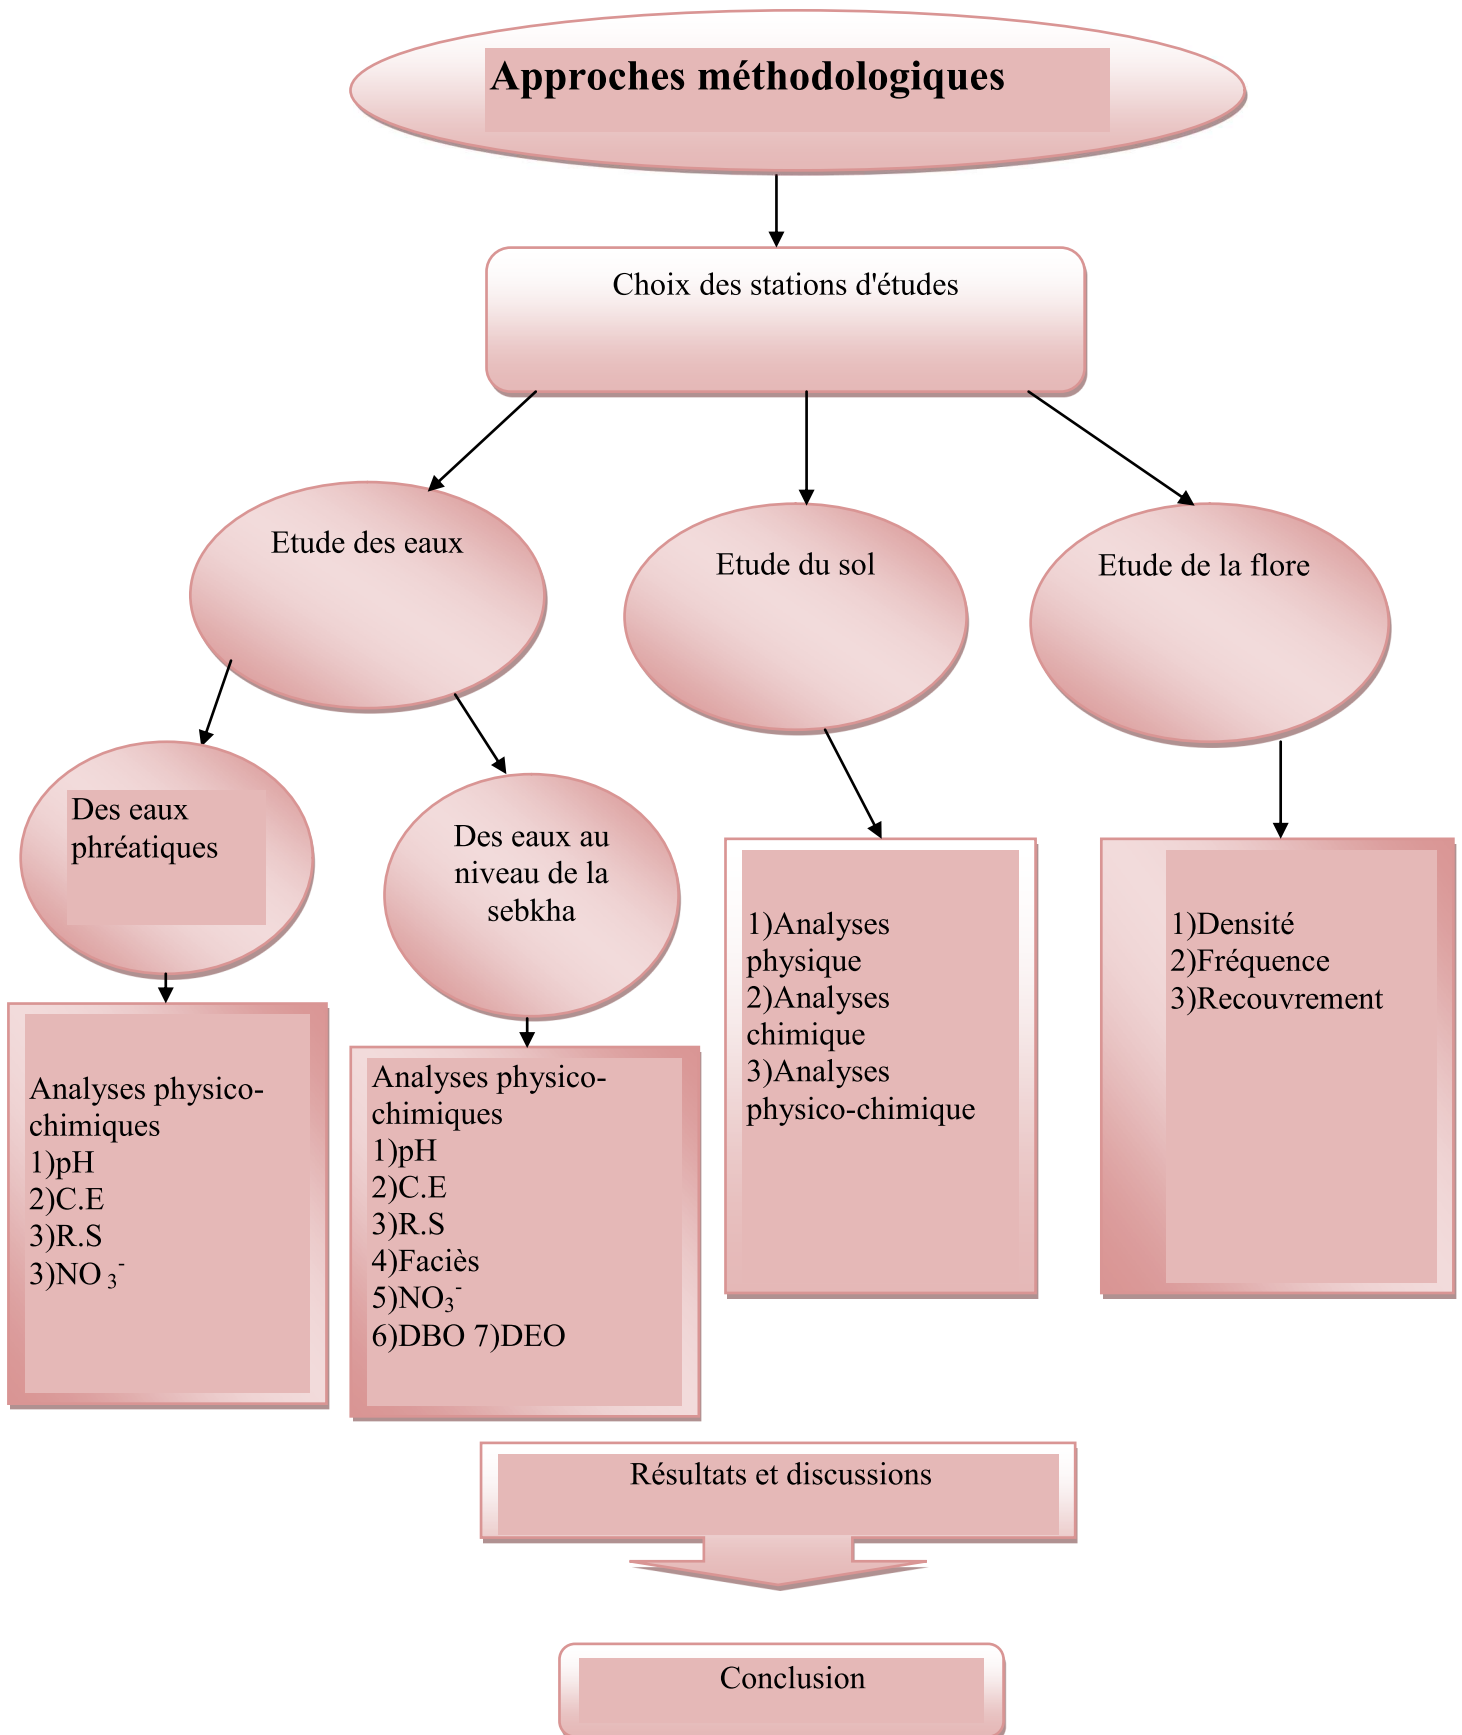 Approches méthodologiques
Choix des stations d'études
Etude des eaux
Etude du sol
Etude de la flore
Des eaux
phréatiques
Des eaux au
niveau de la
sebkha
Analyses physico-
chimiques
1)pH
2)C.E
3)R.S
3)NO ₃⁻
Analyses physico-
chimiques
1)pH
2)C.E
3)R.S
4)Faciès
5)NO₃⁻
6)DBO 7)DEO
1)Analyses
physique
2)Analyses
chimique
3)Analyses
physico-chimique
1)Densité
2)Fréquence
3)Recouvrement
Résultats et discussions
Conclusion